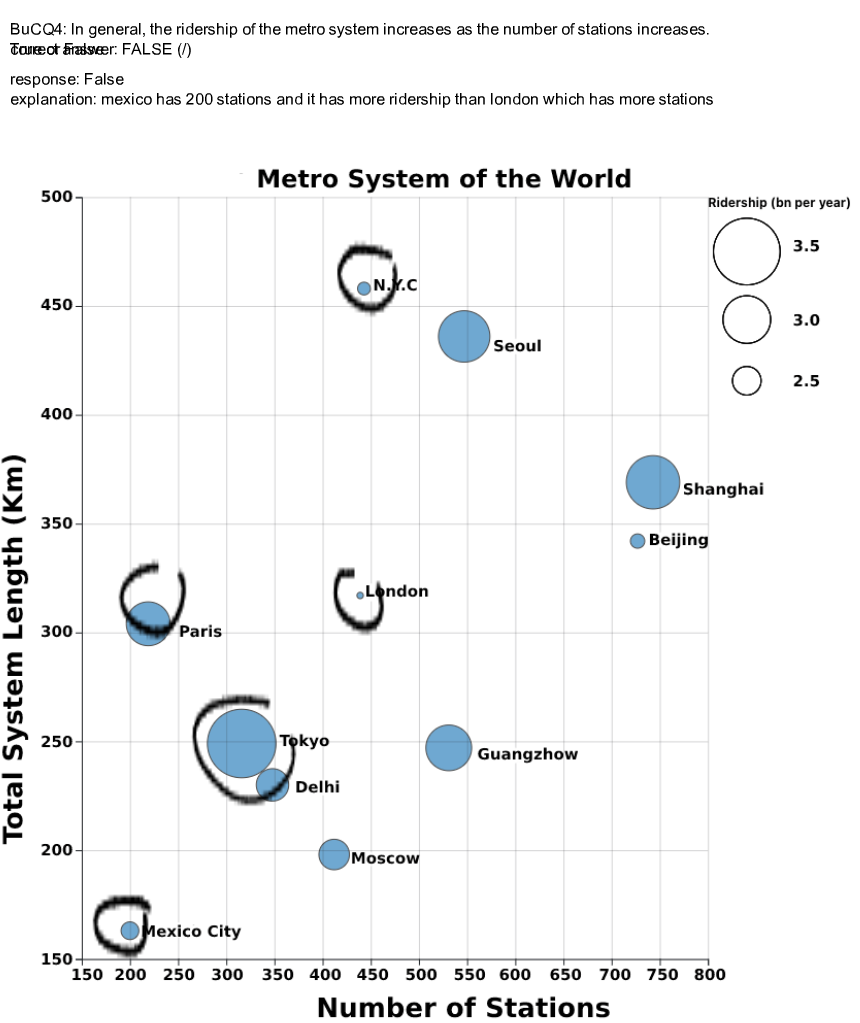 BuCQ4: In general, the ridership of the metro system increases as the number of stations increases.
True or False
correct answer: FALSE (/)
response: False
explanation: mexico has 200 stations and it has more ridership than london which has more stations
Metro System of the World
Ridership (bn per year)
3.5
3.0
2.5
500
450
400
350
300
250
200
150
Total System Length (Km)
N.Y.C
Seoul
Shanghai
Beijing
London
Paris
Tokyo
Guangzhow
Delhi
Moscow
Mexico City
150 200 250 300 350 400 450 500 550 600 650 700 750 800
Number of Stations